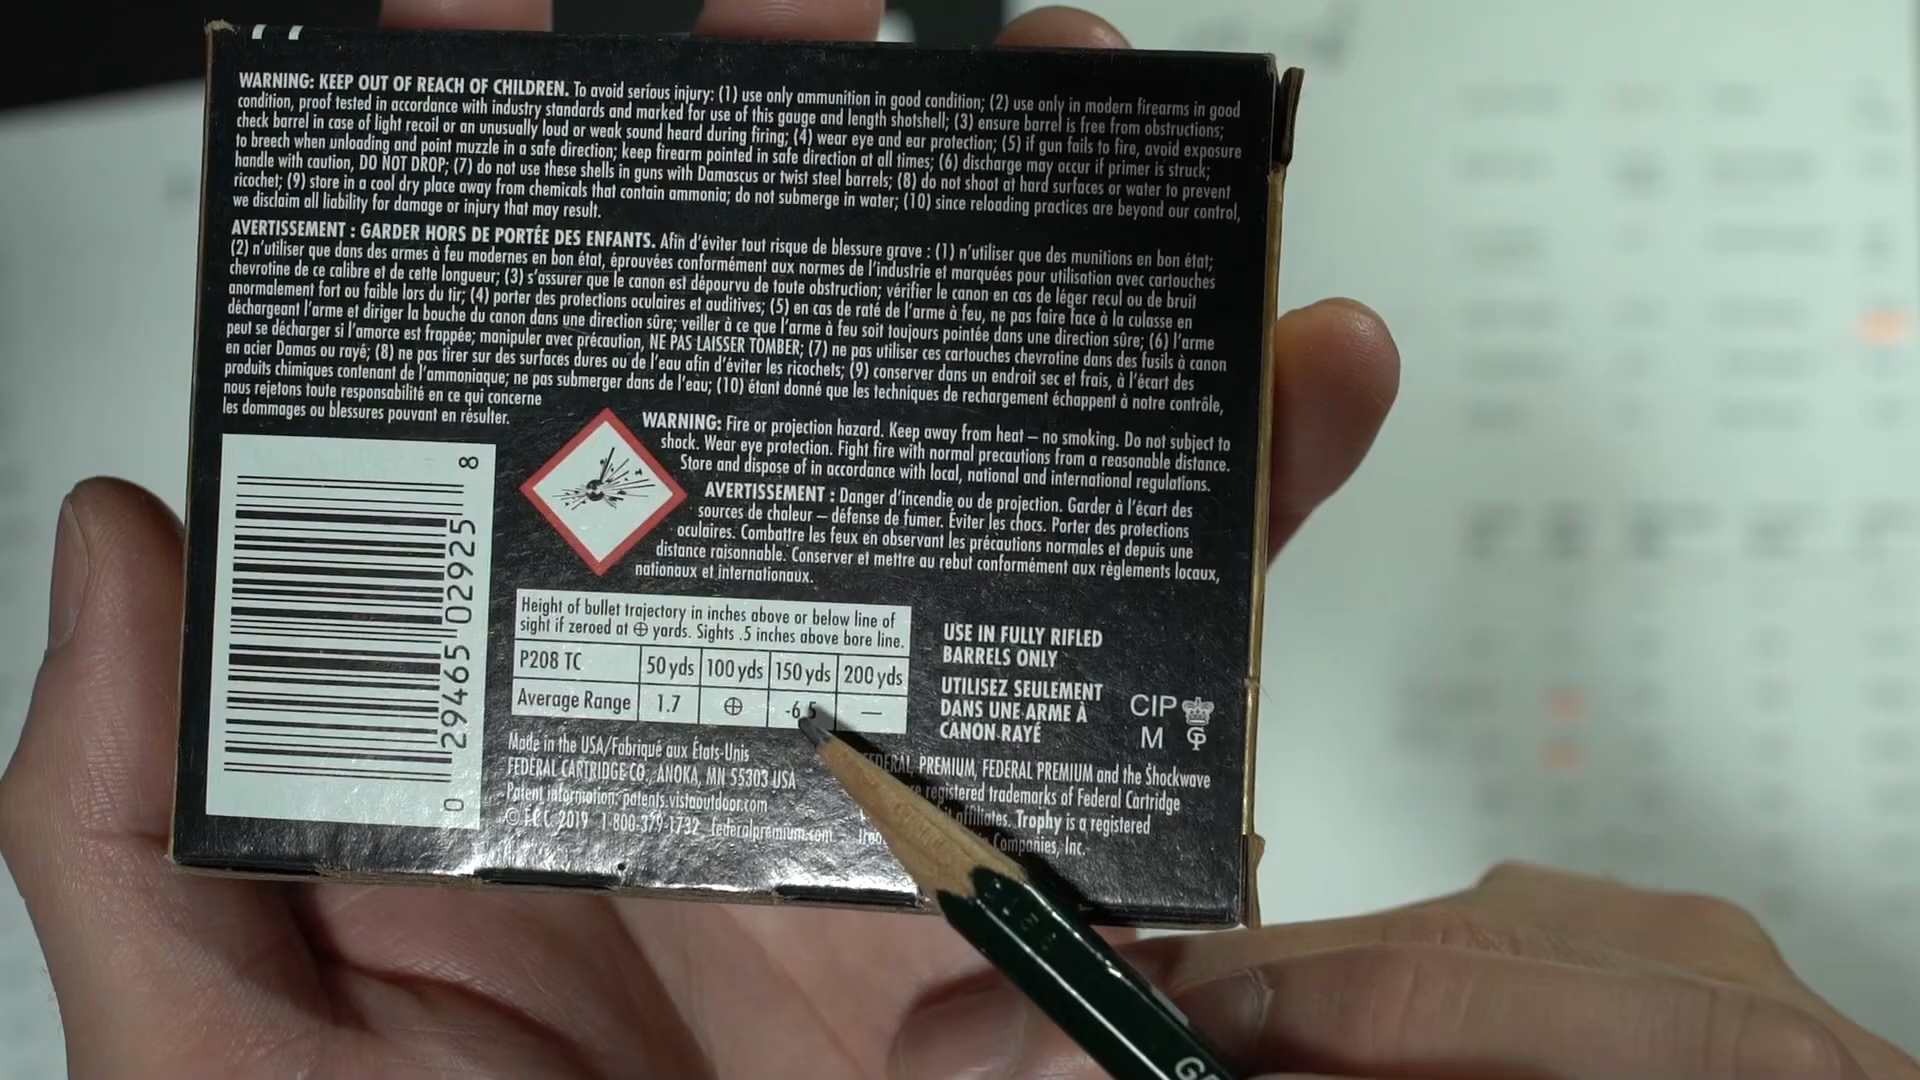 WARNING: KEEP OUT OF REACH OF CHILDREN. To avoid serious injury: (1) use only ammunition in good condition; (2) use only in modern firearms in good
condition, proof tested in accordance with industry standards and marked for use of this gauge and length shotshell; (3) ensure barrel is free from obstructions;
check barrel in case of light recoil or an unusually loud or weak sound heard during firing; (4) wear eye and ear protection; (5) if gun fails to fire, avoid exposure
to breech when unloading and point muzzle in a safe direction; keep firearm pointed in safe direction at all times; (6) discharge may occur if primer is struck;
handle with caution, DO NOT DROP; (7) do not use these shells in guns with Damascus or twist steel barrels; (8) do not shoot at hard surfaces or water to prevent
ricochet; (9) store in a cool dry place away from chemicals that contain ammonia; do not submerge in water; (10) since reloading practices are beyond our control,
we disclaim all liability for damage or injury that may result.
AVERTISSEMENT : GARDER HORS DE PORTÉE DES ENFANTS. Afin d'éviter tout risque de blessure grave : (1) n'utiliser que des munitions en bon état;
(2) n'utiliser que dans des armes à feu modernes en bon état, éprouvées conformément aux normes de l'industrie et marquées pour utilisation avec cartouches
chevrotine de ce calibre et de cette longueur; (3) s'assurer que le canon est dépourvu de toute obstruction; vérifier le canon en cas de léger recul ou de bruit
anormalement fort ou faible lors du tir; (4) porter des protections oculaires et auditives; (5) en cas de raté de l'arme à feu, ne pas faire face à la culasse en
déchargeant l'arme et diriger la bouche du canon dans une direction sûre; veiller à ce que l'arme à feu soit toujours pointée dans une direction sûre; (6) l'arme
peut se décharger si l'amorce est frappée; manipuler avec précaution, NE PAS LAISSER TOMBER; (7) ne pas utiliser ces cartouches chevrotine dans des fusils à canon
en acier Damas ou rayé; (8) ne pas tirer sur des surfaces dures ou de l'eau afin d'éviter les ricochets; (9) conserver dans un endroit sec et frais, à l'écart des
produits chimiques contenant de l'ammoniaque; ne pas submerger dans de l'eau; (10) étant donné que les techniques de rechargement échappent à notre contrôle,
nous rejetons toute responsabilité en ce qui concerne
les dommages ou blessures pouvant en résulter.
WARNING: Fire or projection hazard. Keep away from heat – no smoking. Do not subject to
shock. Wear eye protection. Fight fire with normal precautions from a reasonable distance.
Store and dispose of in accordance with local, national and international regulations.
AVERTISSEMENT : Danger d'incendie ou de projection. Garder à l'écart des
sources de chaleur – défense de fumer. Éviter les chocs. Porter des protections
oculaires. Combattre les feux en observant les précautions normales et depuis une
distance raisonnable. Conserver et mettre au rebut conformément aux règlements locaux,
nationaux et internationaux.
0 29465 02925 8
Height of bullet trajectory in inches above or below line of
sight if zeroed at ⊕ yards. Sights .5 inches above bore line.
P208 TC 50 yds 100 yds 150 yds 200 yds
Average Range 1.7 ⊕ -6.5 —
USE IN FULLY RIFLED
BARRELS ONLY
UTILISEZ SEULEMENT
DANS UNE ARME À
CANON RAYÉ
CIP
M
Made in the USA/Fabriqué aux États-Unis
FEDERAL CARTRIDGE CO., ANOKA, MN 55303 USA
Patent information: patents.vistaoutdoor.com
© F.C.C. 2019 1-800-379-1732 federalpremium.com
FEDERAL, PREMIUM, FEDERAL PREMIUM and the Shockwave
registered trademarks of Federal Cartridge
affiliates. Trophy is a registered
Companies, Inc.